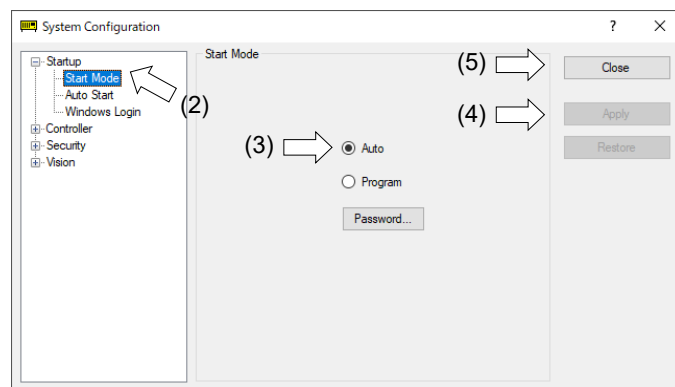 System Configuration
?
Startup
Start Mode
Auto Start
Windows Login
Controller
Security
Vision
(2)
Start Mode
(3)
Auto
Program
Password...
(5)
Close
(4)
Apply
Restore